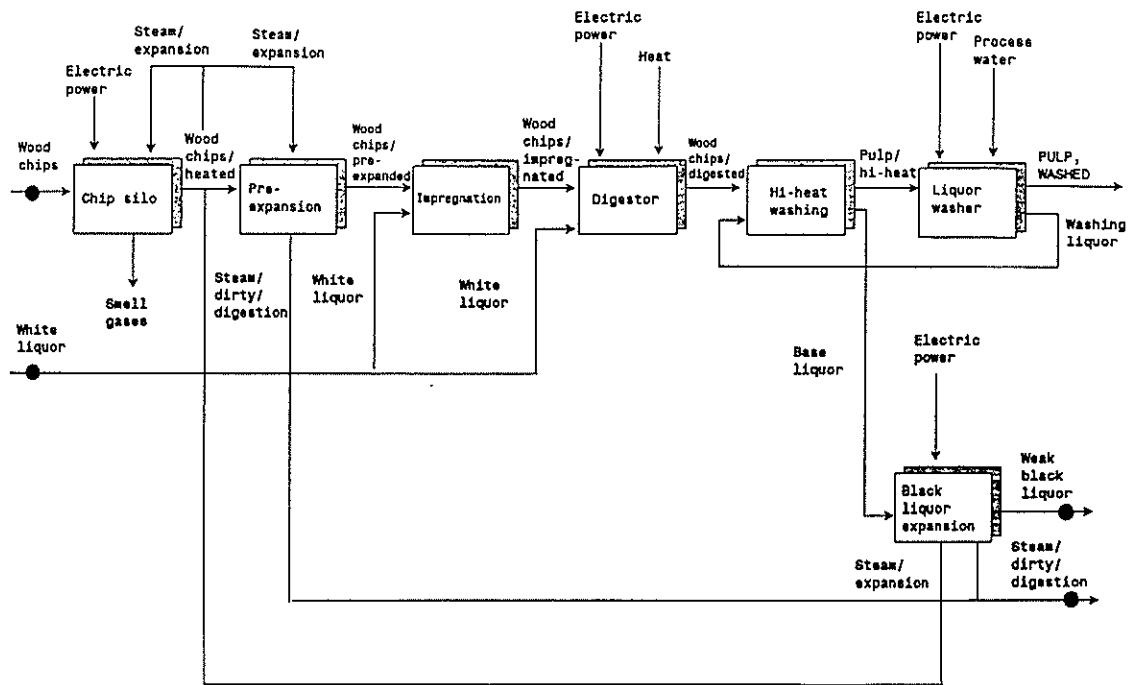 Steam/
expansion
Steam/
expansion
Electric
power
Electric
power
Heat
Electric
power
Process
water
Wood
chips
Wood
chips/
heated
Wood
chips/
pre-
expanded
Wood
chips/
impreg-
nated
Wood
chips/
digested
Pulp/
hi-heat
PULP,
WASHED
Chip silo
Pre-
expansion
Impregnation
Digestor
Hi-heat
washing
Liquor
washer
Washing
liquor
Smell
gases
Steam/
dirty/
digestion
White
liquor
White
liquor
White
liquor
Base
liquor
Electric
power
Black
liquor
expansion
Weak
black
liquor
Steam/
expansion
Steam/
dirty/
digestion